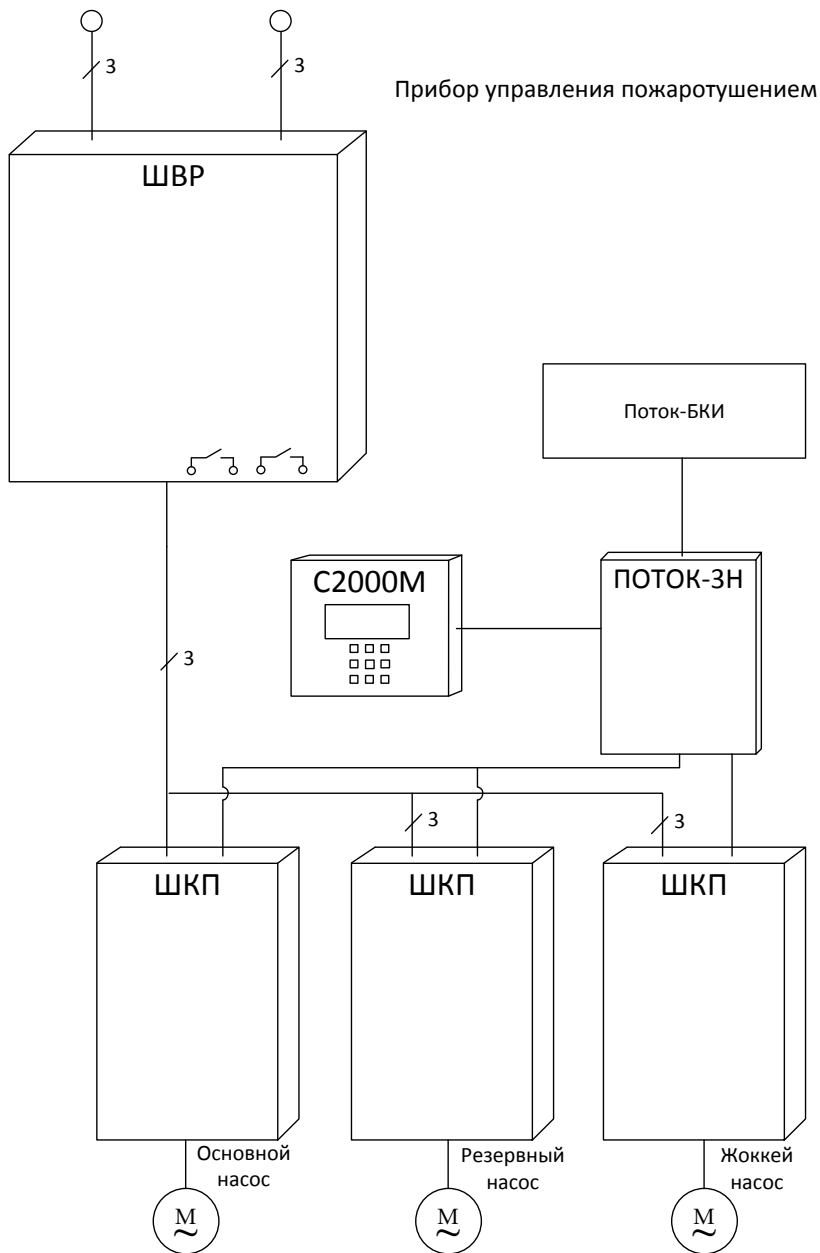 3
3
Прибор управления пожаротушением
ШВР
Поток-БКИ
С2000М
ПОТОК-3Н
3
3
3
ШКП
ШКП
ШКП
Основной
насос
Резервный
насос
Жоккей
насос
M
~
M
~
M
~